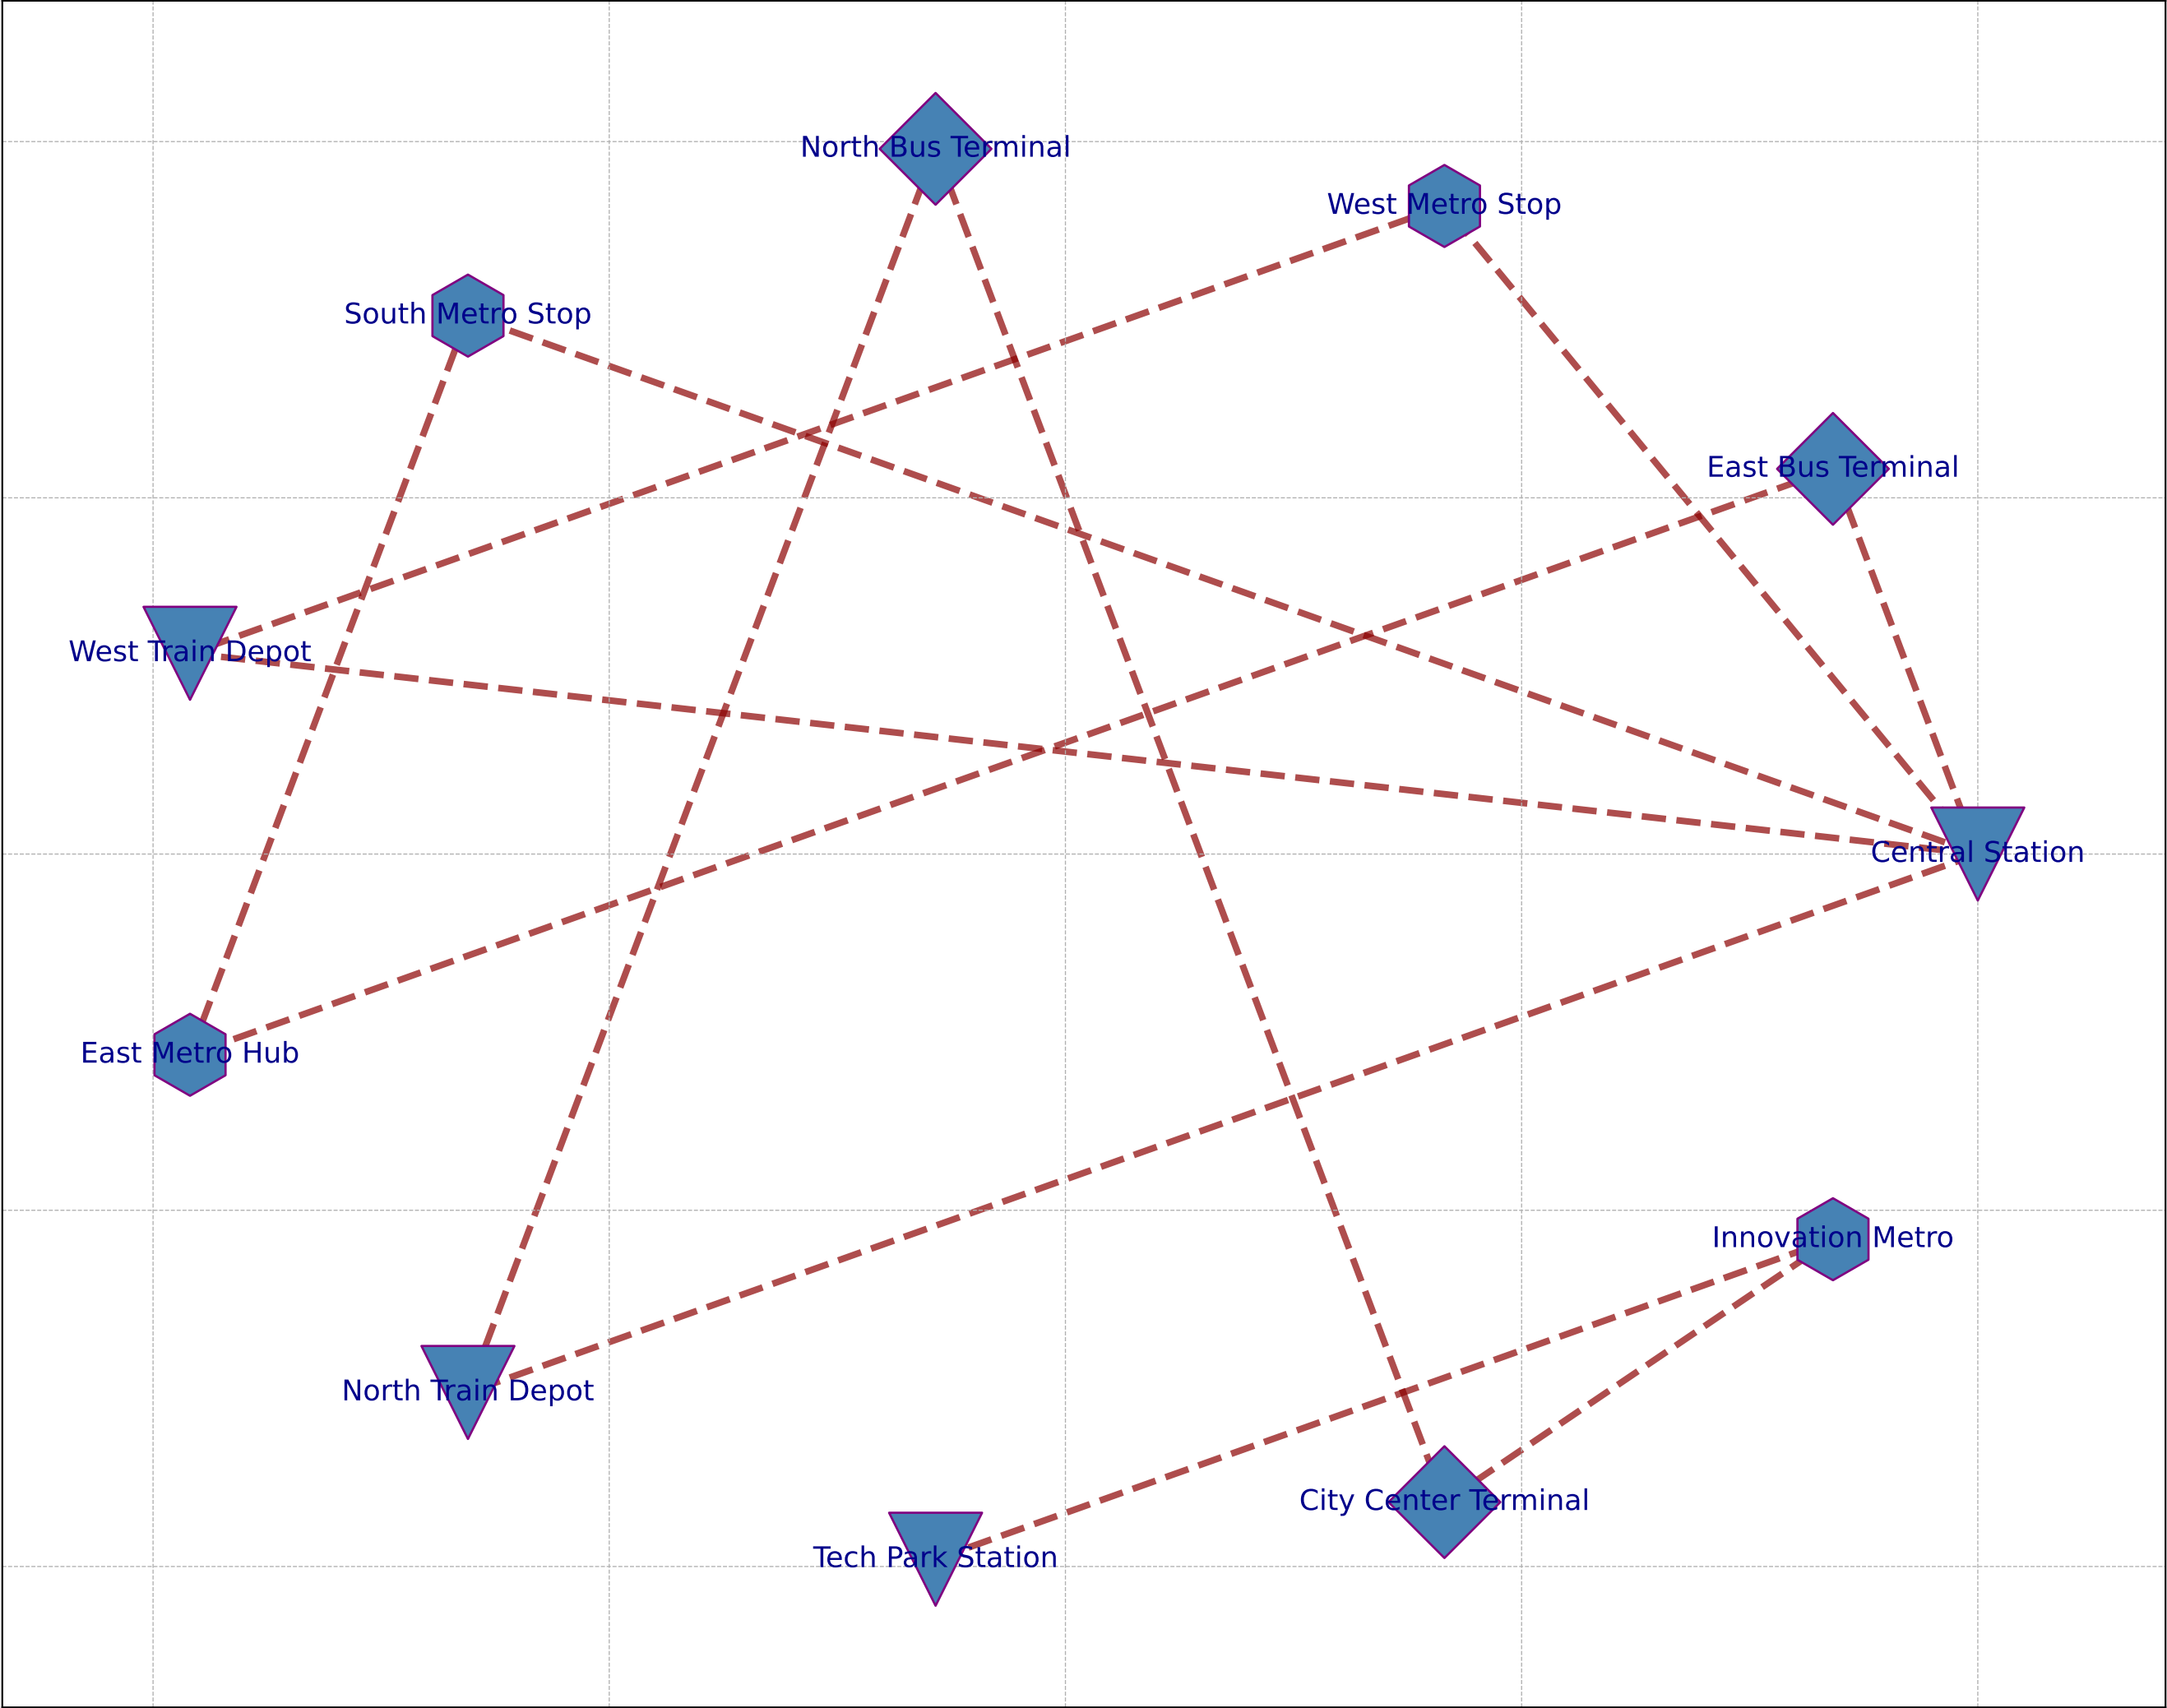 North Bus Terminal
West Metro Stop
South Metro Stop
East Bus Terminal
West Train Depot
Central Station
East Metro Hub
Innovation Metro
North Train Depot
City Center Terminal
Tech Park Station